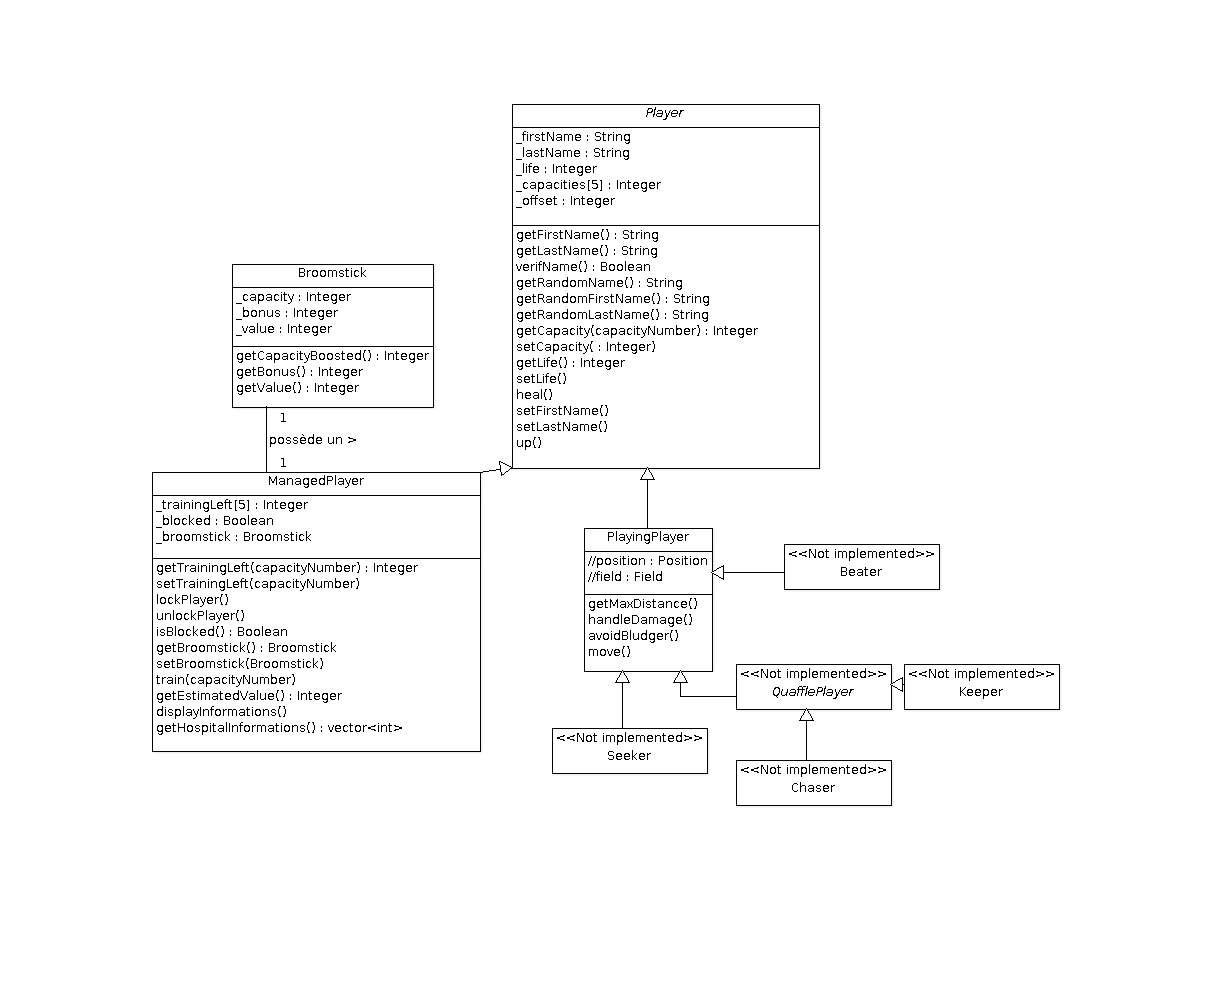 Player
_firstName : String
_lastName : String
_life : Integer
_capacities[5] : Integer
_offset : Integer
getFirstName() : String
getLastName() : String
verifName() : Boolean
getRandomName() : String
getRandomFirstName() : String
getRandomLastName() : String
getCapacity(capacityNumber) : Integer
setCapacity( : Integer)
getLife() : Integer
setLife()
heal()
setFirstName()
setLastName()
up()
Broomstick
_capacity : Integer
_bonus : Integer
_value : Integer
getCapacityBoosted() : Integer
getBonus() : Integer
getValue() : Integer
1
possède un >
1
ManagedPlayer
_trainingLeft[5] : Integer
_blocked : Boolean
_broomstick : Broomstick
getTrainingLeft(capacityNumber) : Integer
setTrainingLeft(capacityNumber)
lockPlayer()
unlockPlayer()
isBlocked() : Boolean
getBroomstick() : Broomstick
setBroomstick(Broomstick)
train(capacityNumber)
getEstimatedValue() : Integer
displayInformations()
getHospitalInformations() : vector<int>
PlayingPlayer
//position : Position
//field : Field
getMaxDistance()
handleDamage()
avoidBludger()
move()
<<Not implemented>>
Beater
<<Not implemented>>
QuafflePlayer
<<Not implemented>>
Keeper
<<Not implemented>>
Seeker
<<Not implemented>>
Chaser